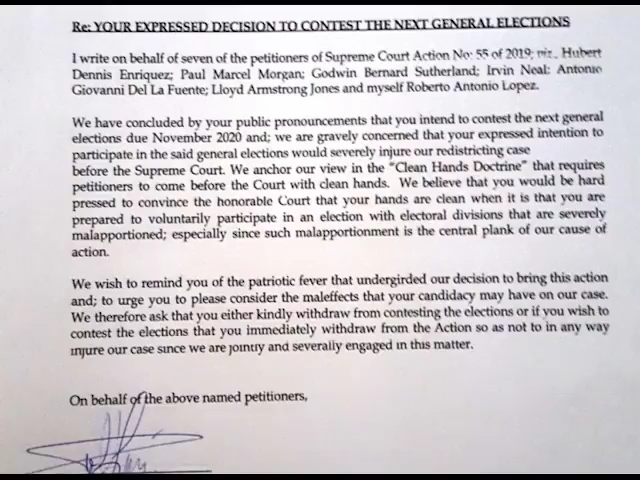 Re: YOUR EXPRESSED DECISION TO CONTEST THE NEXT GENERAL ELECTIONS
I write on behalf of seven of the petitioners of Supreme Court Action No: 55 of 2019; viz., Hubert
Dennis Enriquez; Paul Marcel Morgan; Godwin Bernard Sutherland; Irvin Neal: Antonio
Giovanni Del La Fuente; Lloyd Armstrong Jones and myself Roberto Antonio Lopez.
We have concluded by your public pronouncements that you intend to contest the next general
elections due November 2020 and; we are gravely concerned that your expressed intention to
participate in the said general elections would severely injure our redistricting case
before the Supreme Court. We anchor our view in the "Clean Hands Doctrine" that requires
petitioners to come before the Court with clean hands. We believe that you would be hard
pressed to convince the honorable Court that your hands are clean when it is that you are
prepared to voluntarily participate in an election with electoral divisions that are severely
malapportioned; especially since such malapportionment is the central plank of our cause of
action.
We wish to remind you of the patriotic fever that undergirded our decision to bring this action
and; to urge you to please consider the maleffects that your candidacy may have on our case.
We therefore ask that you either kindly withdraw from contesting the elections or if you wish to
contest the elections that you immediately withdraw from the Action so as not to in any way
injure our case since we are jointly and severally engaged in this matter.
On behalf of the above named petitioners,